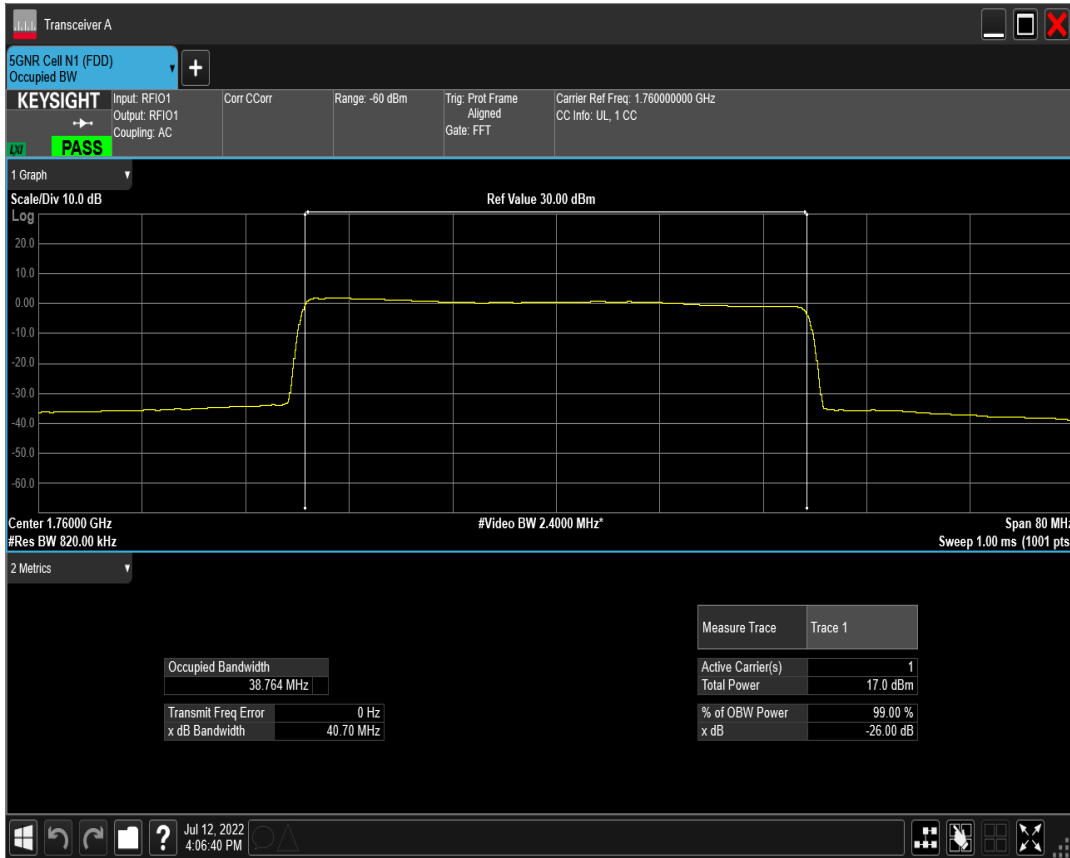 Transceiver A
5GNR Cell N1 (FDD)
Occupied BW
+
KEYSIGHT
LXI
PASS
Input: RFIO1
Output: RFIO1
Coupling: AC
Corr CCorr
Range: -60 dBm
Trig: Prot Frame
Aligned
Gate: FFT
Carrier Ref Freq: 1.760000000 GHz
CC Info: UL, 1 CC
1 Graph
Scale/Div 10.0 dB
Ref Value 30.00 dBm
Log
20.0
10.0
0.00
-10.0
-20.0
-30.0
-40.0
-50.0
-60.0
Center 1.76000 GHz
#Video BW 2.4000 MHz*
Span 80 MHz
#Res BW 820.00 kHz
Sweep 1.00 ms (1001 pts
2 Metrics
Measure Trace Trace 1
Occupied Bandwidth
38.764 MHz
Active Carrier(s) 1
Total Power 17.0 dBm
Transmit Freq Error 0 Hz
x dB Bandwidth 40.70 MHz
% of OBW Power 99.00 %
x dB -26.00 dB
?
Jul 12, 2022
4:06:40 PM